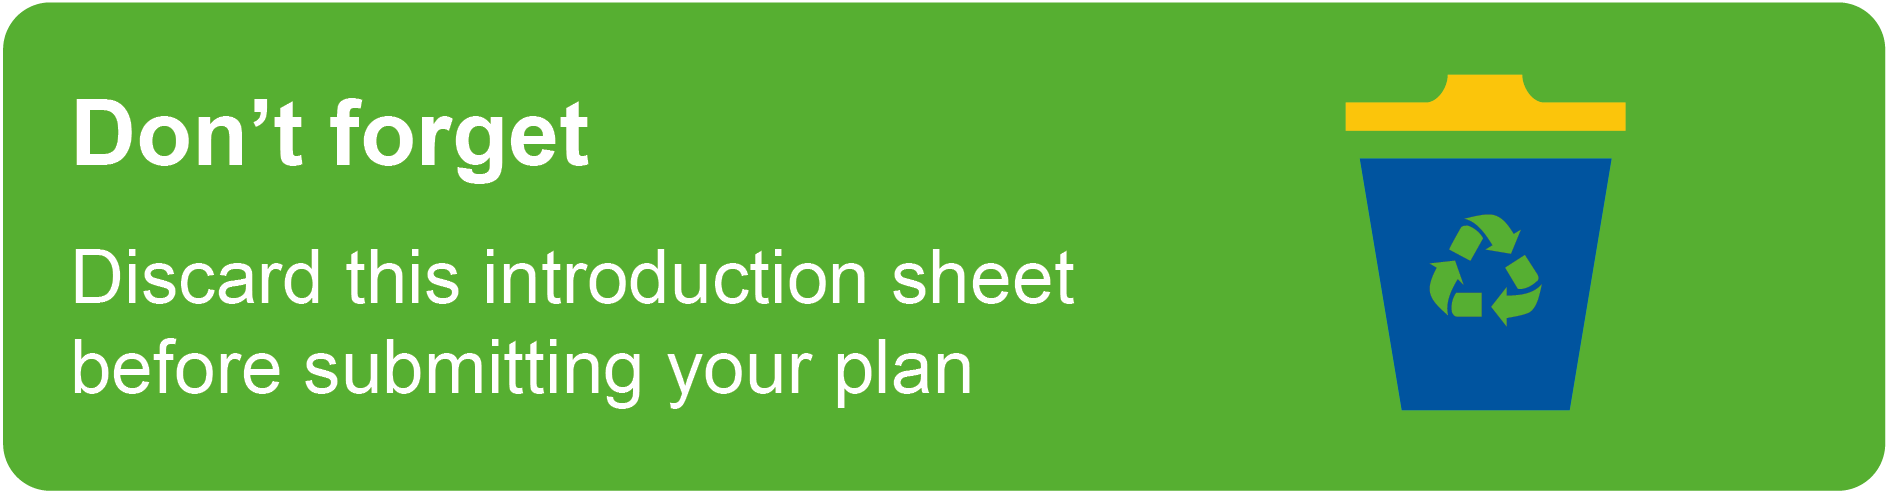 Don’t forget
Discard this introduction sheet
before submitting your plan